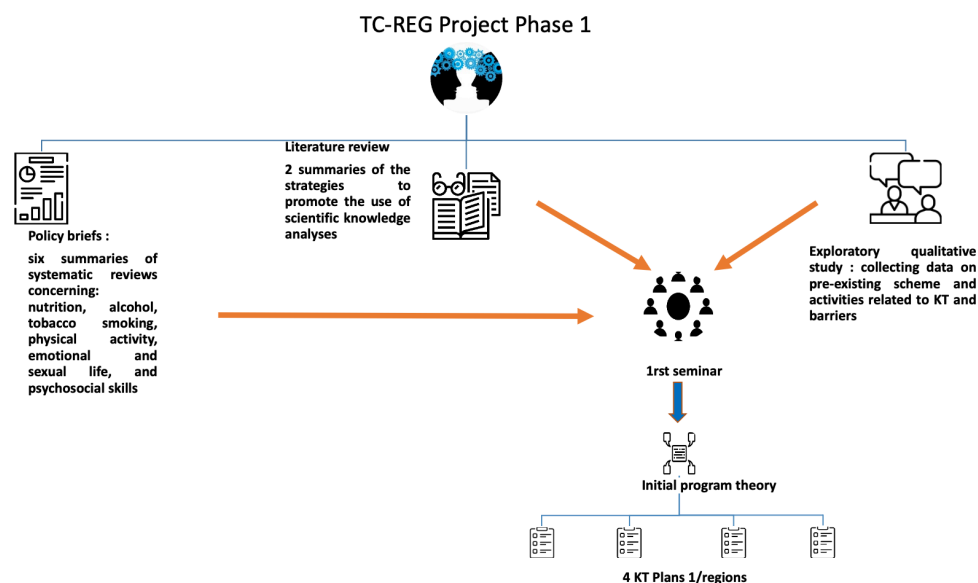 TC-REG Project Phase 1
Literature review
2 summaries of the
strategies to
promote the use of
scientific knowledge
analyses
Policy briefs :
six summaries of
systematic reviews
concerning:
nutrition, alcohol,
tobacco smoking,
physical activity,
emotional and
sexual life, and
psychosocial skills
Exploratory qualitative
study : collecting data on
pre-existing scheme and
activities related to KT and
barriers
1rst seminar
Initial program theory
4 KT Plans 1/regions